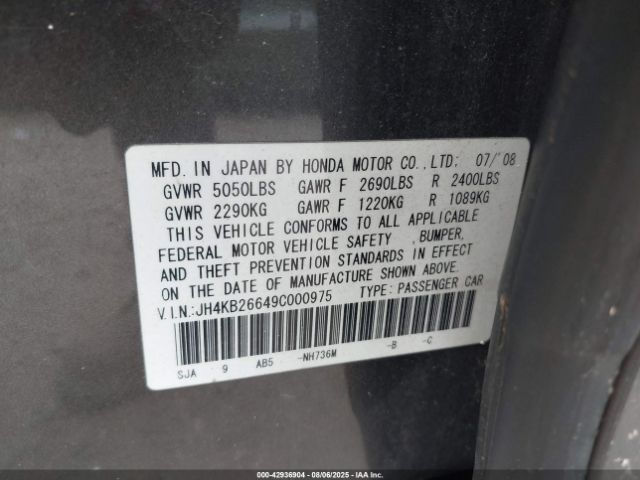 MFD. IN JAPAN BY HONDA MOTOR CO.,LTD: 07/'08
GVWR 5050LBS GAWR F 2690LBS R 2400LBS
GVWR 2290KG GAWR F 1220KG R 1089KG
THIS VEHICLE CONFORMS TO ALL APPLICABLE
FEDERAL MOTOR VEHICLE SAFETY ,BUMPER,
AND THEFT PREVENTION STANDARDS IN EFFECT
ON THE DATE OF MANUFACTURE SHOWN ABOVE.
V.I.N.:JH4KB26649C000975 TYPE: PASSENGER CAR
SJA 9 AB5 -NH736M -B -C
000-42936904 - 08/06/2025 - IAAI.COM